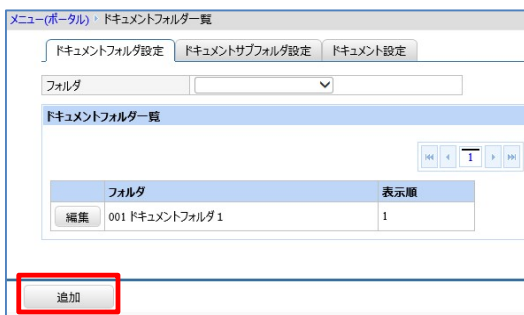 メニュー(ポータル) › ドキュメントフォルダ一覧
ドキュメントフォルダ設定 ドキュメントサブフォルダ設定 ドキュメント設定
フォルダ
ドキュメントフォルダ一覧
1
フォルダ 表示順
編集 001 ドキュメントフォルダ1 1
追加